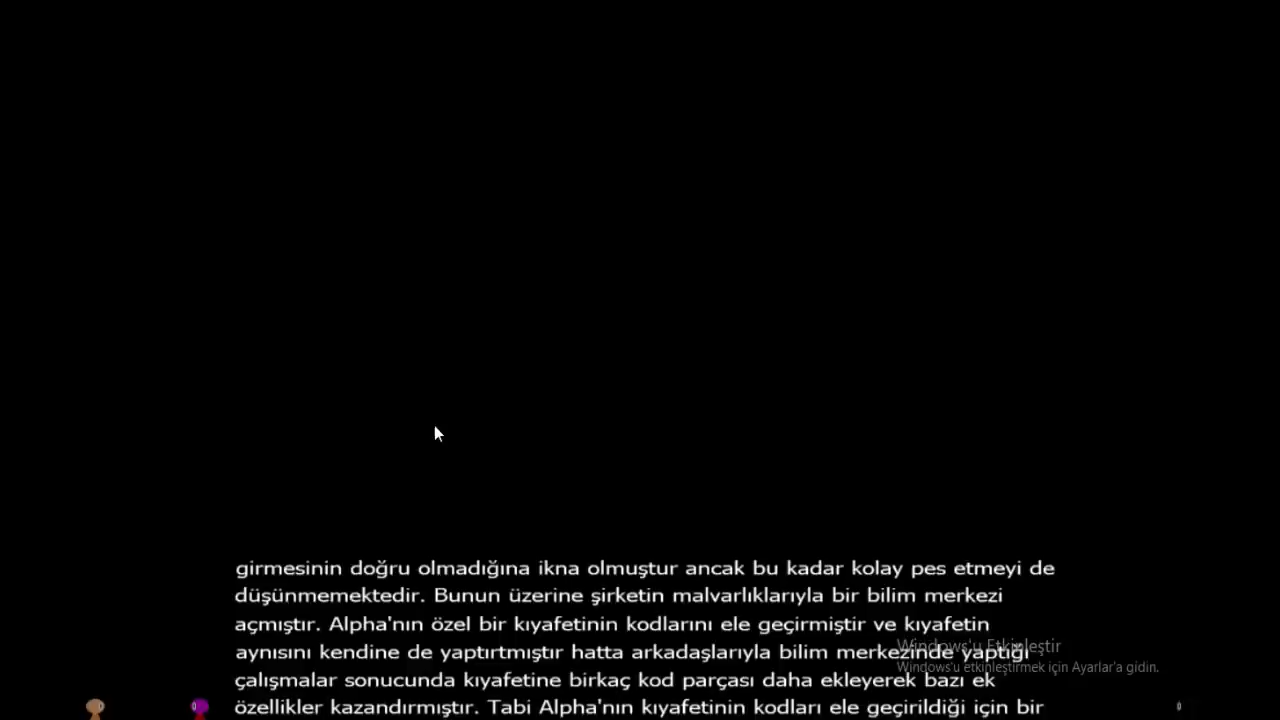 girmesinin doğru olmadığına ikna olmuştur ancak bu kadar kolay pes etmeyi de
düşünmemektedir. Bunun üzerine şirketin malvarlıklarıyla bir bilim merkezi
açmıştır. Alpha'nın özel bir kıyafetinin kodlarını ele geçirmiştir ve kıyafetin
Windows'u Etkinleştir
aynısını kendine de yaptırtmıştır hatta arkadaşlarıyla bilim merkezinde yaptığı
Windows'u etkinleştirmek için Ayarlar'a gidin.
çalışmalar sonucunda kıyafetine birkaç kod parçası daha ekleyerek bazı ek
özellikler kazandırmıştır. Tabi Alpha'nın kıyafetinin kodları ele geçirildiği için bir